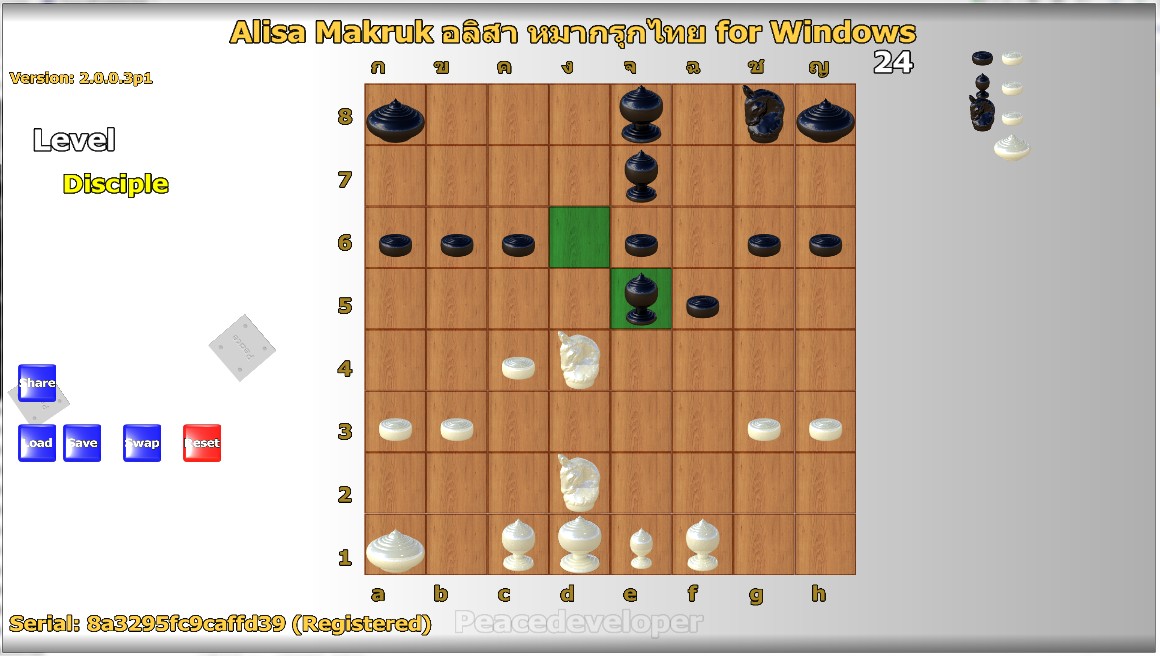 Alisa Makruk อลิสา หมากรุกไทย for Windows
ก ข ค ง จ ฉ ช ญ
24
Version: 2.0.0.3p1
Level
Disciple
8
7
6
5
4
3
2
1
Peace
Share
Load Save Swap Reset
a b c d e f g h
Serial: 8a3295fc9caffd39 (Registered)
Peacedeveloper